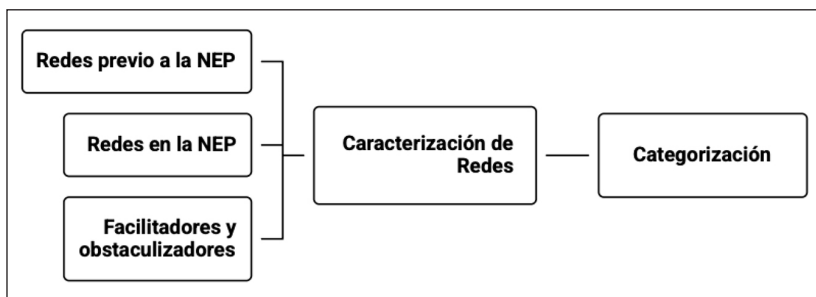 Redes previo a la NEP
Redes en la NEP
Facilitadores y
obstaculizadores
Caracterización de
Redes
Categorización